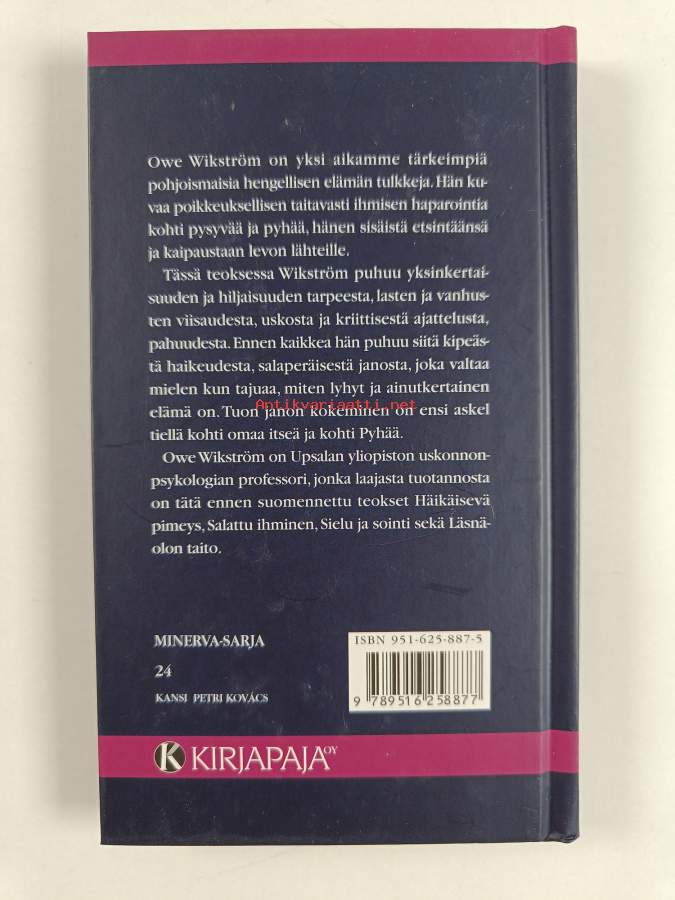 Owe Wikström on yksi aikamme tärkeimpiä
pohjoismaisia hengellisen elämän tulkkeja. Hän ku-
vaa poikkeuksellisen taitavasti ihmisen haparointia
kohti pysyvää ja pyhää, hänen sisäistä etsintäänsä
ja kaipaustaan levon lähteille.
Tässä teoksessa Wikström puhuu yksinkertai-
suuden ja hiljaisuuden tarpeesta, lasten ja vanhus-
ten viisaudesta, uskosta ja kriittisestä ajattelusta,
pahuudesta. Ennen kaikkea hän puhuu siitä kipeäs-
tä haikeudesta, salaperäisestä janosta, joka valtaa
mielen kun tajuaa, miten lyhyt ja ainutkertainen
elämä on. Tuon janon kokeminen on ensi askel
Antikvariaatti.net
tiellä kohti omaa itseä ja kohti Pyhää.
Owe Wikström on Upsalan yliopiston uskonnon-
psykologian professori, jonka laajasta tuotannosta
on tätä ennen suomennettu teokset Häikäisevä
pimeys, Salattu ihminen, Sielu ja sointi sekä Läsnä-
olon taito.
MINERVA-SARJA
24
KANSI PETRI KOVÁCS
ISBN 951-625-887-5
9 789516 258877
K KIRJAPAJA OY